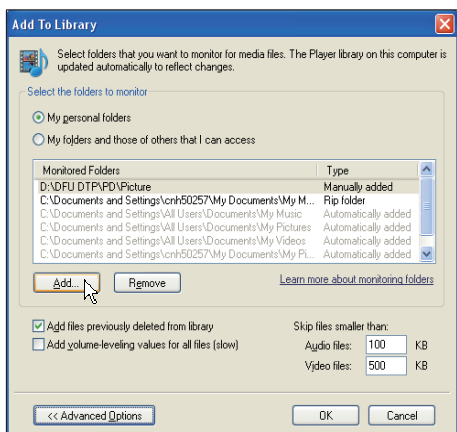 Add To Library
Select folders that you want to monitor for media files. The Player library on this computer is
updated automatically to reflect changes.
Select the folders to monitor
My personal folders
My folders and those of others that I can access
Monitored Folders Type
D:\DFU DTP\PD\Picture Manually added
C:\Documents and Settings\cnh50257\My Documents\My M... Rip folder
C:\Documents and Settings\All Users\Documents\My Music Automatically added
C:\Documents and Settings\All Users\Documents\My Pictures Automatically added
C:\Documents and Settings\All Users\Documents\My Videos Automatically added
C:\Documents and Settings\cnh50257\My Documents\My Pi... Automatically added
Add... Remove Learn more about monitoring folders
Add files previously deleted from library Skip files smaller than:
Add volume-leveling values for all files (slow) Audio files: 100 KB
Video files: 500 KB
<< Advanced Options OK Cancel